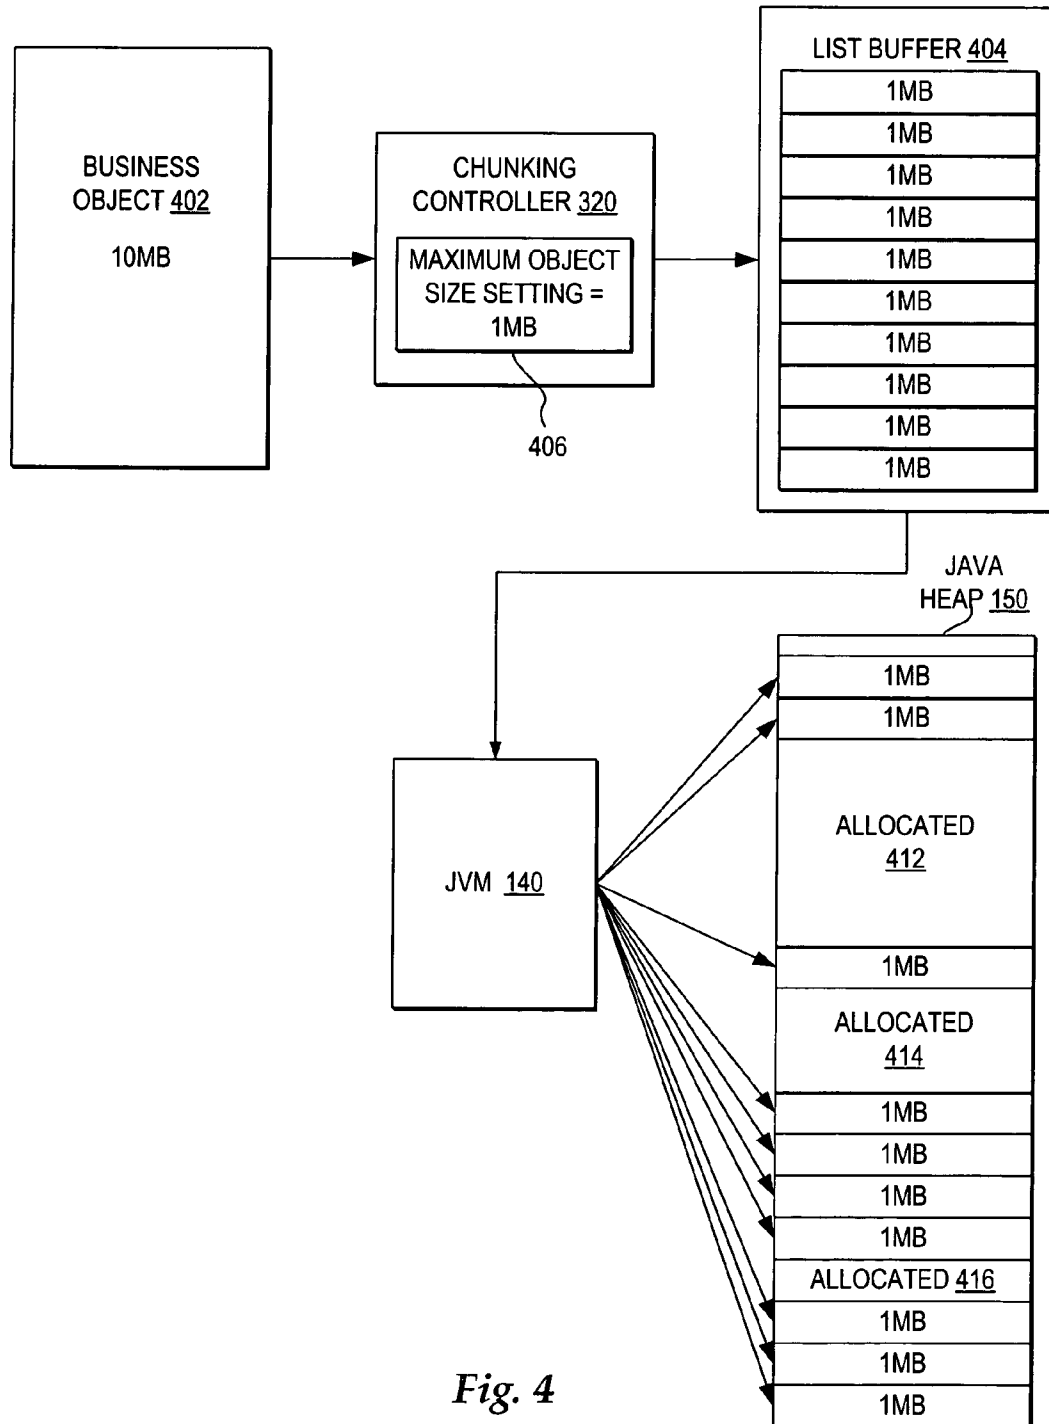 BUSINESS
OBJECT 402
10MB
CHUNKING
CONTROLLER 320
MAXIMUM OBJECT
SIZE SETTING =
1MB
406
LIST BUFFER 404
1MB
1MB
1MB
1MB
1MB
1MB
1MB
1MB
1MB
1MB
JAVA
HEAP 150
JVM 140
1MB
1MB
ALLOCATED
412
1MB
ALLOCATED
414
1MB
1MB
1MB
1MB
ALLOCATED 416
1MB
1MB
1MB
Fig. 4